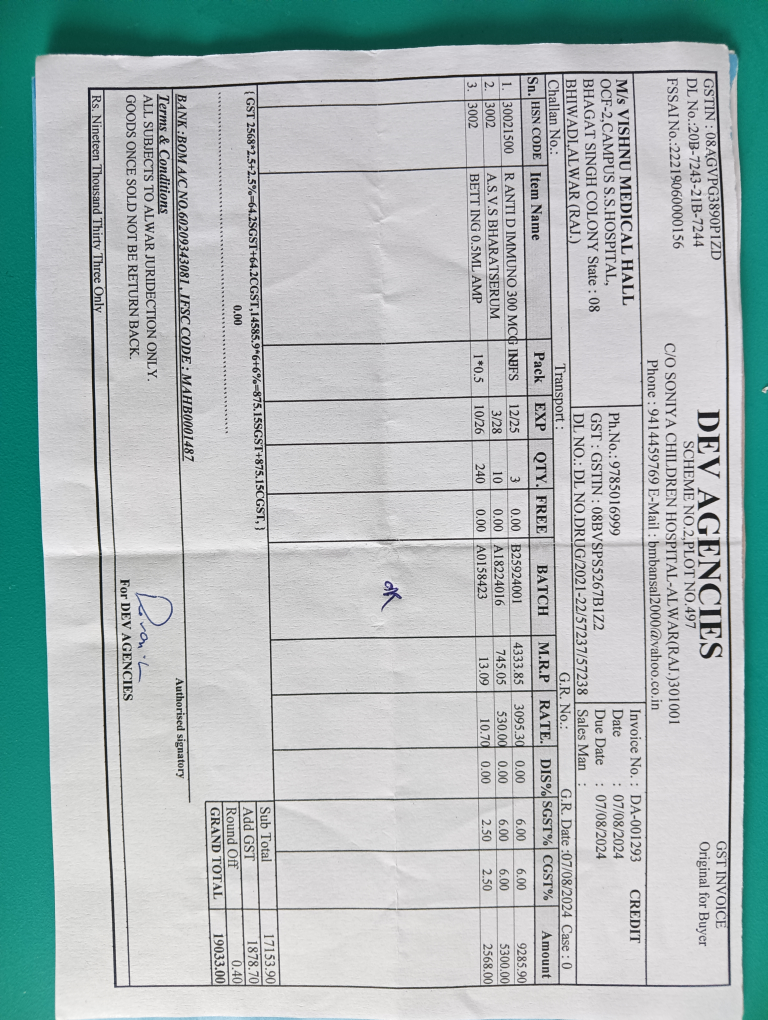 GST INVOICE
Original for Buyer
GSTIN : 08AGVPG3890P1ZD
DL No.:20B-7243-21B-7244
FSSAI No.:22219060000156
DEV AGENCIES
SCHEME NO.2,PLOT NO.497
C/O SONIYA CHILDREN HOSPITAL-ALWAR(RAJ.)301001
Phone : 9414459769 E-Mail : bmbansal2000@yahoo.co.in
M/s VISHNU MEDICAL HALL
OCF-2,CAMPUS S.S.HOSPITAL,
BHAGAT SINGH COLONY State : 08
BHIWADI,ALWAR (RAJ.)
Ph.No.: 9785016999
GST : GSTIN : 08BVSPS5267B1Z2
DL NO.: DL NO.DRUG/2021-22/57237/57238
Invoice No. : DA-001293 CREDIT
Date : 07/08/2024
Due Date : 07/08/2024
Sales Man :
Challan No.: Transport : G.R. No.: G.R. Date :07/08/2024 Case : 0
Sn. HSN CODE Item Name Pack EXP QTY. FREE BATCH M.R.P RATE. DIS% SGST% CGST% Amount
1. 30021500 R ANTI D IMMUNO 300 MCG 12/25 3 0.00 B25924001 4333.85 3095.30 0.00 6.00 6.00 9285.90
2. 3002 A.S.V S BHARATSERUM 3/28 10 0.00 A18224016 745.05 530.00 0.00 6.00 6.00 5300.00
3. 3002 BETT ING 0.5ML AMP 1*0.5 10/26 240 0.00 A0158423 13.09 10.70 0.00 2.50 2.50 2568.00
{ GST 2568*2.5+2.5%=64.2SGST+64.2CGST,14585.9*6+6%=875.15SGST+875.15CGST, }
0.00
Sub Total 17153.90
Add GST 1878.70
Round Off 0.40
GRAND TOTAL 19033.00
BANK :BOM A/C NO.60209343081 , IFSC CODE : MAHB0001487
Terms & Conditions
ALL SUBJECTS TO ALWAR JURIDECTION ONLY.
GOODS ONCE SOLD NOT BE RETURN BACK.
Authorised signatory
For DEV AGENCIES
Rs. Nineteen Thousand Thirty Three Only